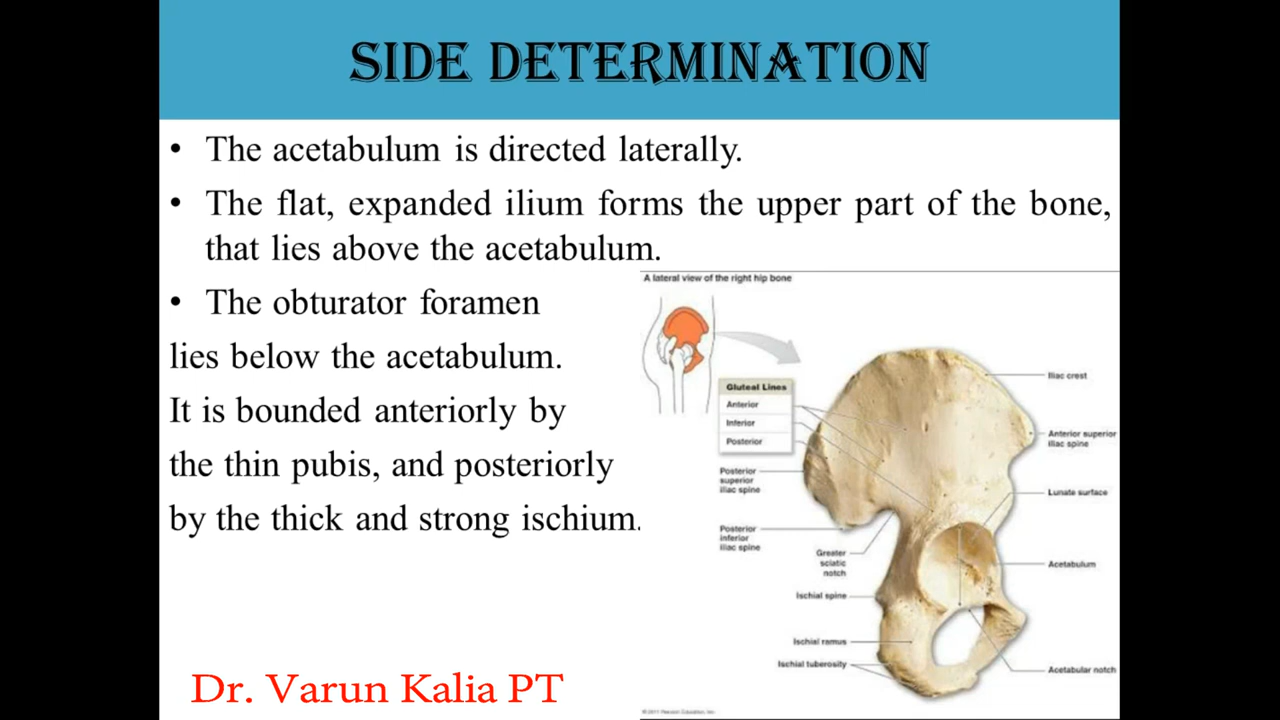 SIDE DETERMINATION
• The acetabulum is directed laterally.
• The flat, expanded ilium forms the upper part of the bone,
that lies above the acetabulum.
• The obturator foramen
lies below the acetabulum.
It is bounded anteriorly by
the thin pubis, and posteriorly
by the thick and strong ischium.
A lateral view of the right hip bone
Gluteal Lines
Anterior
Inferior
Posterior
Posterior
superior
iliac spine
Posterior
inferior
iliac spine
Greater
sciatic
notch
Ischial spine
Ischial ramus
Ischial tuberosity
Iliac crest
Anterior superior
iliac spine
Lunate surface
Acetabulum
Acetabular notch
Dr. Varun Kalia PT
© 2011 Pearson Education, Inc.